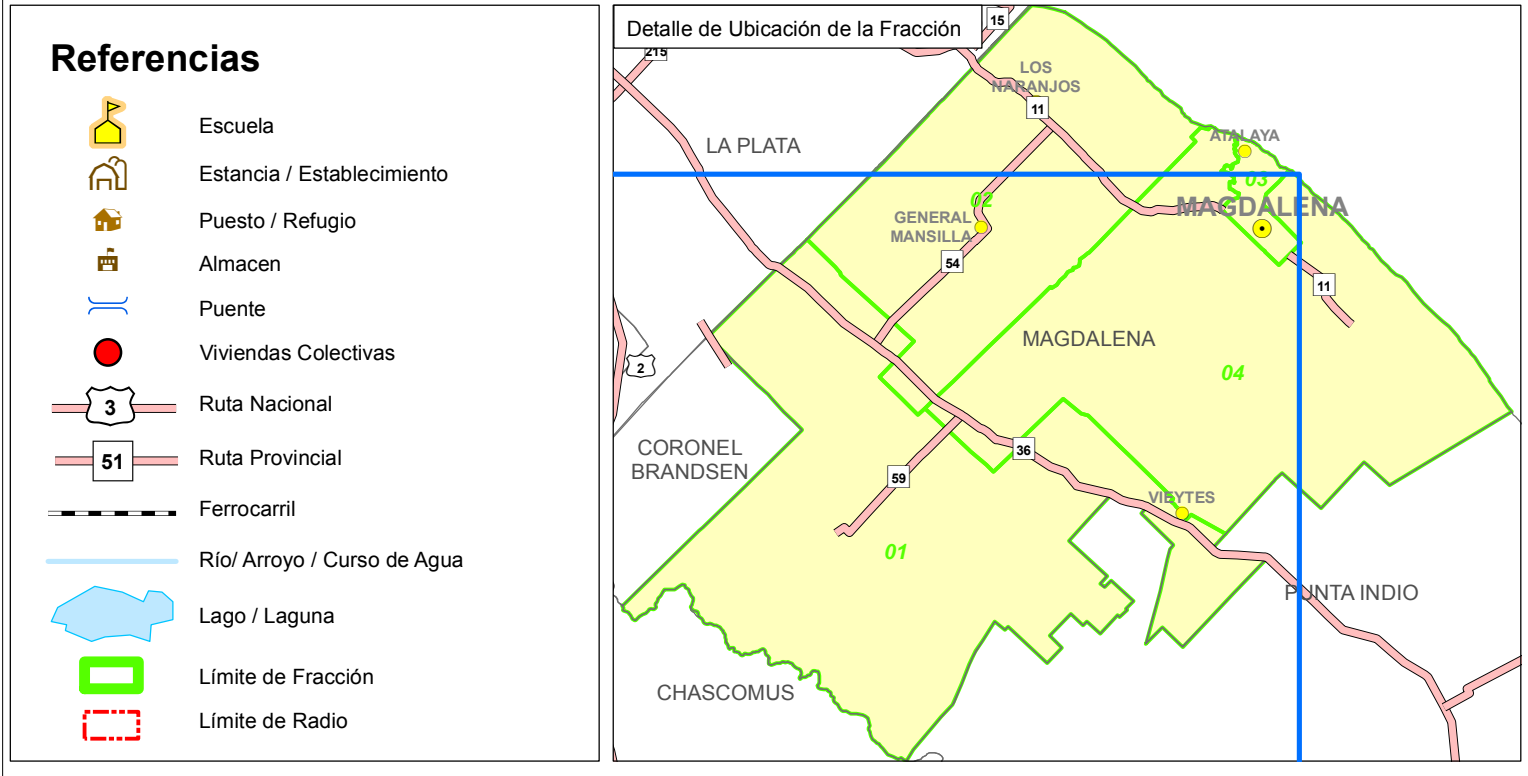 Referencias
Escuela
Estancia / Establecimiento
Puesto / Refugio
Almacen
Puente
Viviendas Colectivas
3
Ruta Nacional
51
Ruta Provincial
Ferrocarril
Río/ Arroyo / Curso de Agua
Lago / Laguna
Límite de Fracción
Límite de Radio
Detalle de Ubicación de la Fracción
15
215
LOS
NARANJOS
11
LA PLATA
ATALAYA
03
02
MAGDALENA
GENERAL
MANSILLA
54
11
MAGDALENA
2
04
CORONEL
BRANDSEN
36
59
VIEYTES
01
PUNTA INDIO
CHASCOMUS